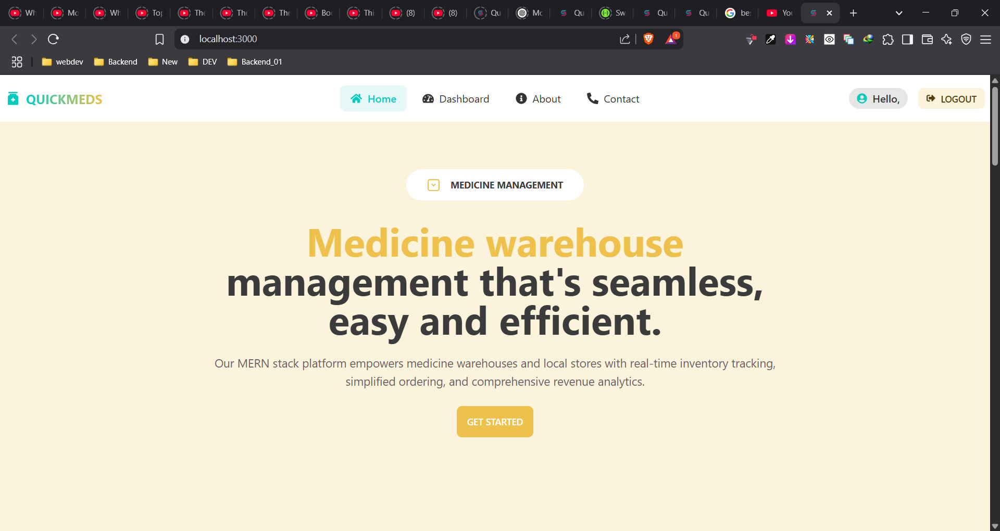 Wh
Mo
Wh
Top
The
The
The
Boo
Thi
(8)
(8)
Qu
Mo
Qu
Sw
Qu
Qu
be
You
localhost:3000
1
webdev
Backend
New
DEV
Backend_01
QUICKMEDS
Home
Dashboard
About
Contact
Hello,
LOGOUT
MEDICINE MANAGEMENT
Medicine warehouse
management that's seamless,
easy and efficient.
Our MERN stack platform empowers medicine warehouses and local stores with real-time inventory tracking,
simplified ordering, and comprehensive revenue analytics.
GET STARTED